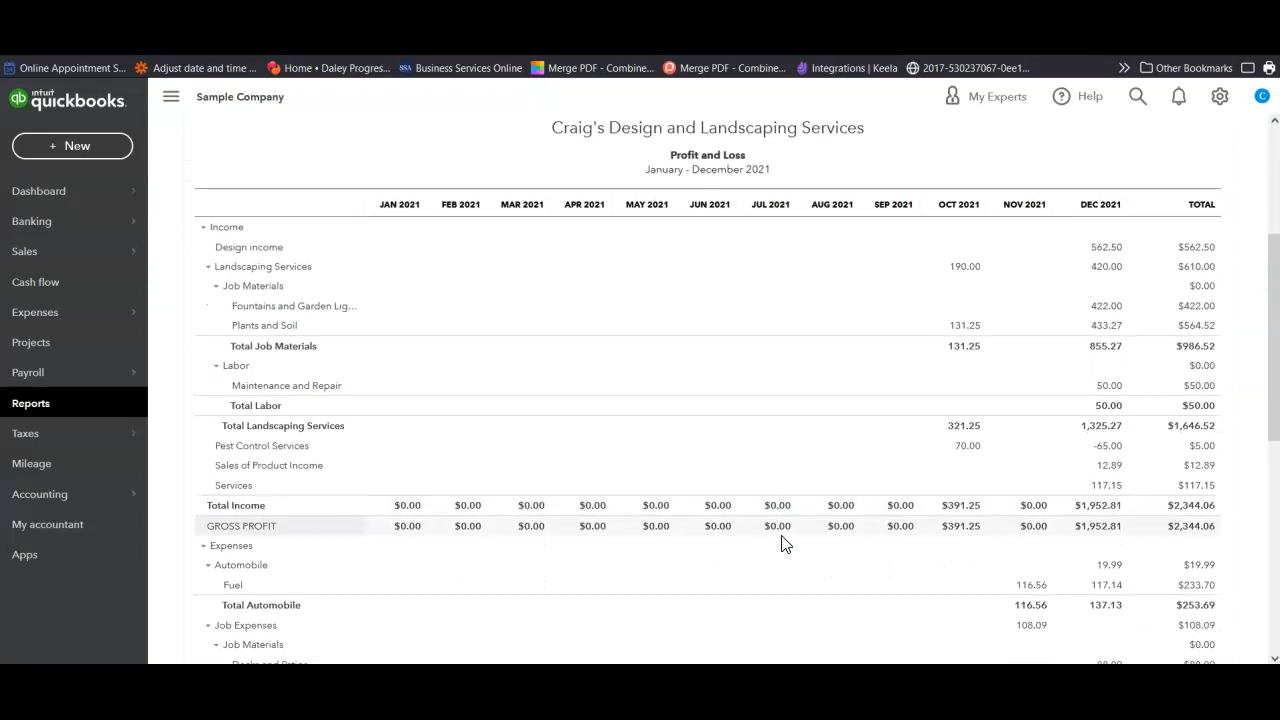 Online Appointment S... Adjust date and time ... Home • Daley Progres... SSA Business Services Online Merge PDF - Combine... Merge PDF - Combine... Integrations | Keela 2017-530237067-0ee1... Other Bookmarks
intuit quickbooks. Sample Company My Experts Help C
+ New
Dashboard
Banking
Sales
Cash flow
Expenses
Projects
Payroll
Reports
Taxes
Mileage
Accounting
My accountant
Apps
Craig's Design and Landscaping Services
Profit and Loss
January - December 2021
JAN 2021 FEB 2021 MAR 2021 APR 2021 MAY 2021 JUN 2021 JUL 2021 AUG 2021 SEP 2021 OCT 2021 NOV 2021 DEC 2021 TOTAL
Income
Design income 562.50 $562.50
Landscaping Services 190.00 420.00 $610.00
Job Materials $0.00
Fountains and Garden Lig... 422.00 $422.00
Plants and Soil 131.25 433.27 $564.52
Total Job Materials 131.25 855.27 $986.52
Labor $0.00
Maintenance and Repair 50.00 $50.00
Total Labor 50.00 $50.00
Total Landscaping Services 321.25 1,325.27 $1,646.52
Pest Control Services 70.00 -65.00 $5.00
Sales of Product Income 12.89 $12.89
Services 117.15 $117.15
Total Income $0.00 $0.00 $0.00 $0.00 $0.00 $0.00 $0.00 $0.00 $0.00 $391.25 $0.00 $1,952.81 $2,344.06
GROSS PROFIT $0.00 $0.00 $0.00 $0.00 $0.00 $0.00 $0.00 $0.00 $0.00 $391.25 $0.00 $1,952.81 $2,344.06
Expenses
Automobile 19.99 $19.99
Fuel 116.56 117.14 $233.70
Total Automobile 116.56 137.13 $253.69
Job Expenses 108.09 $108.09
Job Materials $0.00